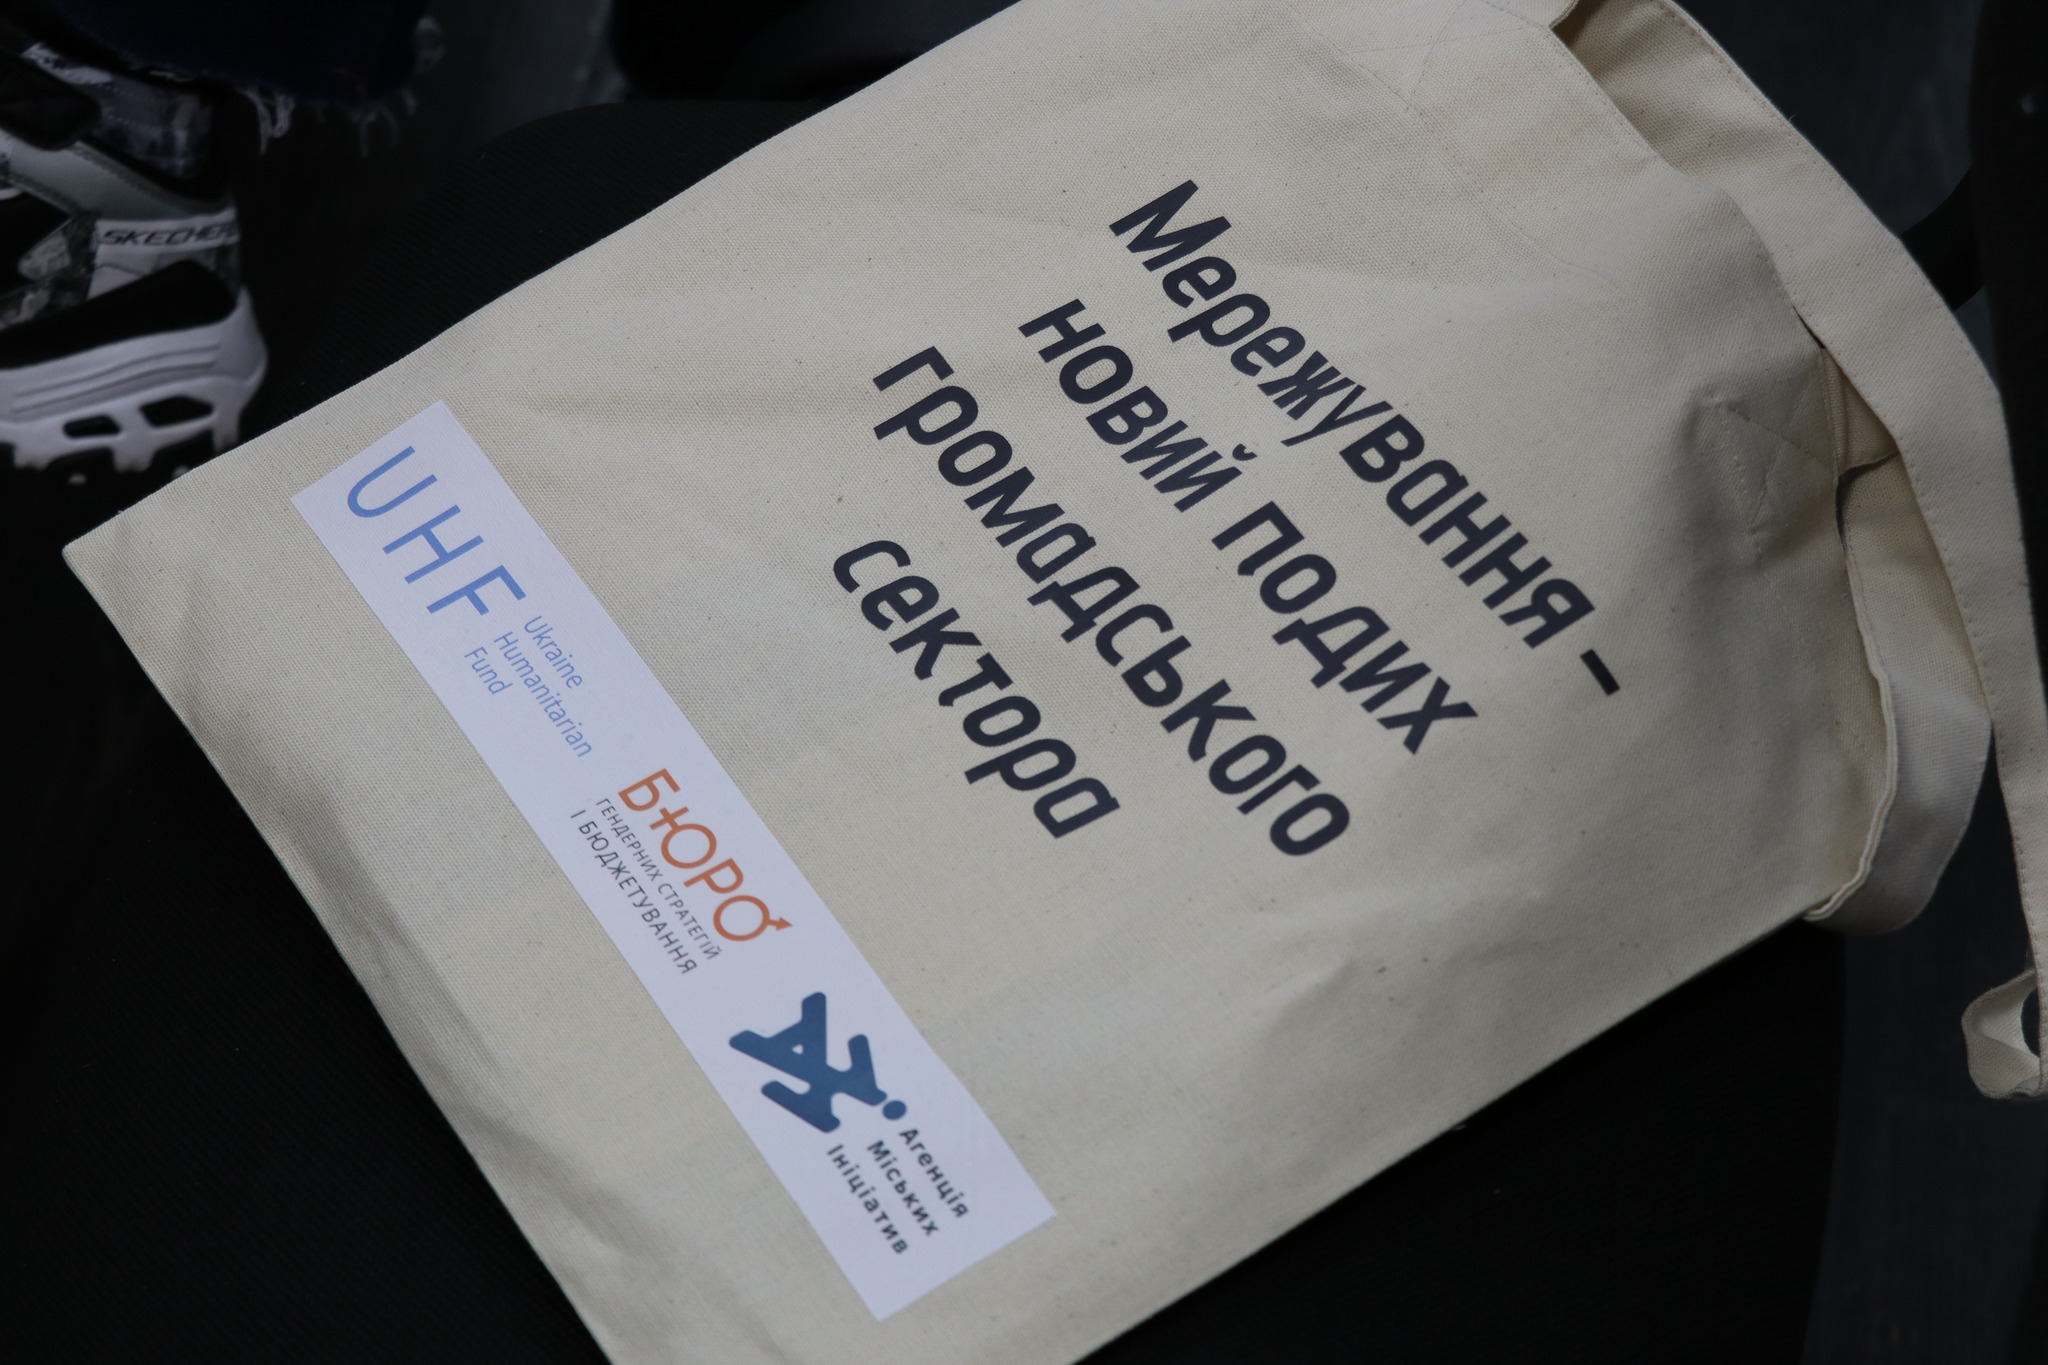 Мережування –
новий подих
громадського
сектора
UHF
Ukraine
Humanitarian
Fund
БЮРО
ГЕНДЕРНИХ СТРАТЕГІЙ
І БЮДЖЕТУВАННЯ
Агенція
Міських
Ініціатив
SKECHERS